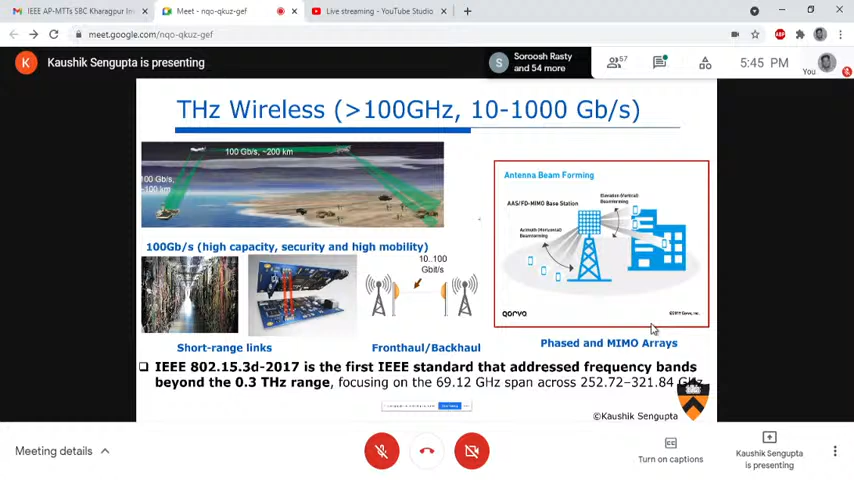 IEEE AP-MTTs SBC Kharagpur In
Meet - nqo-qkuz-gef
Live streaming - YouTube Studio
meet.google.com/nqo-qkuz-gef
ABP
K
Kaushik Sengupta is presenting
S
Soroosh Rasty
and 54 more
57
5:45 PM
You
THz Wireless (>100GHz, 10-1000 Gb/s)
100 Gb/s, ~200 km
100 Gb/s,
~100 km
100Gb/s (high capacity, security and high mobility)
Antenna Beam Forming
AAS/FD-MIMO Base Station
Elevation (Vertical)
Beamforming
Azimuth (Horizontal)
Beamforming
QORVO
10..100
Gbit/s
Short-range links
Fronthaul/Backhaul
Phased and MIMO Arrays
IEEE 802.15.3d-2017 is the first IEEE standard that addressed frequency bands
beyond the 0.3 THz range, focusing on the 69.12 GHz span across 252.72–321.84 GHz
©Kaushik Sengupta
Meeting details
Turn on captions
Kaushik Sengupta
is presenting